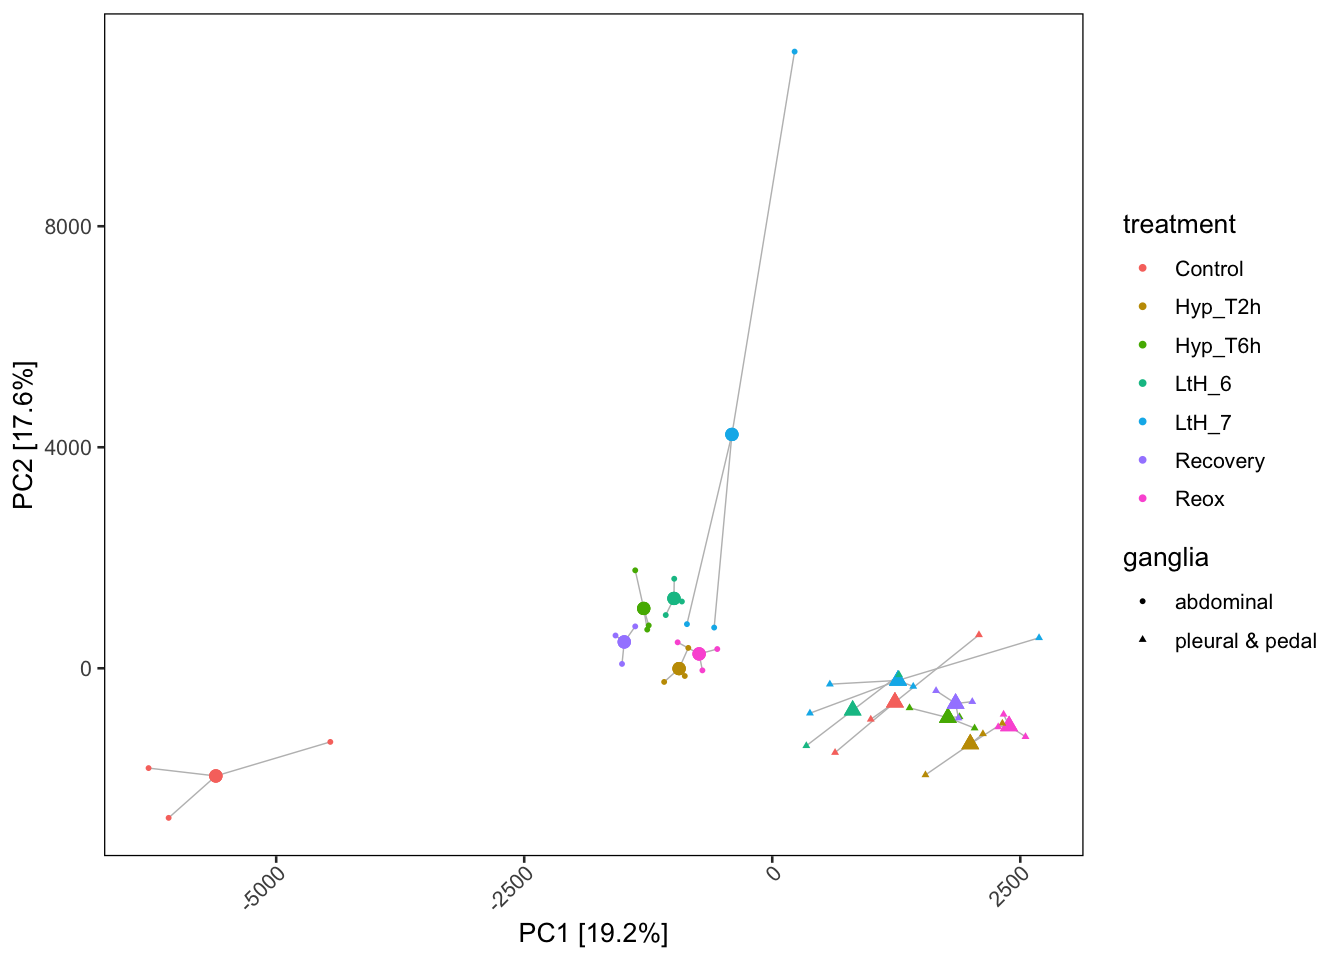 8000
4000
0
PC2 [17.6%]
-5000
-2500
0
2500
PC1 [19.2%]
treatment
Control
Hyp_T2h
Hyp_T6h
LtH_6
LtH_7
Recovery
Reox
ganglia
abdominal
pleural & pedal